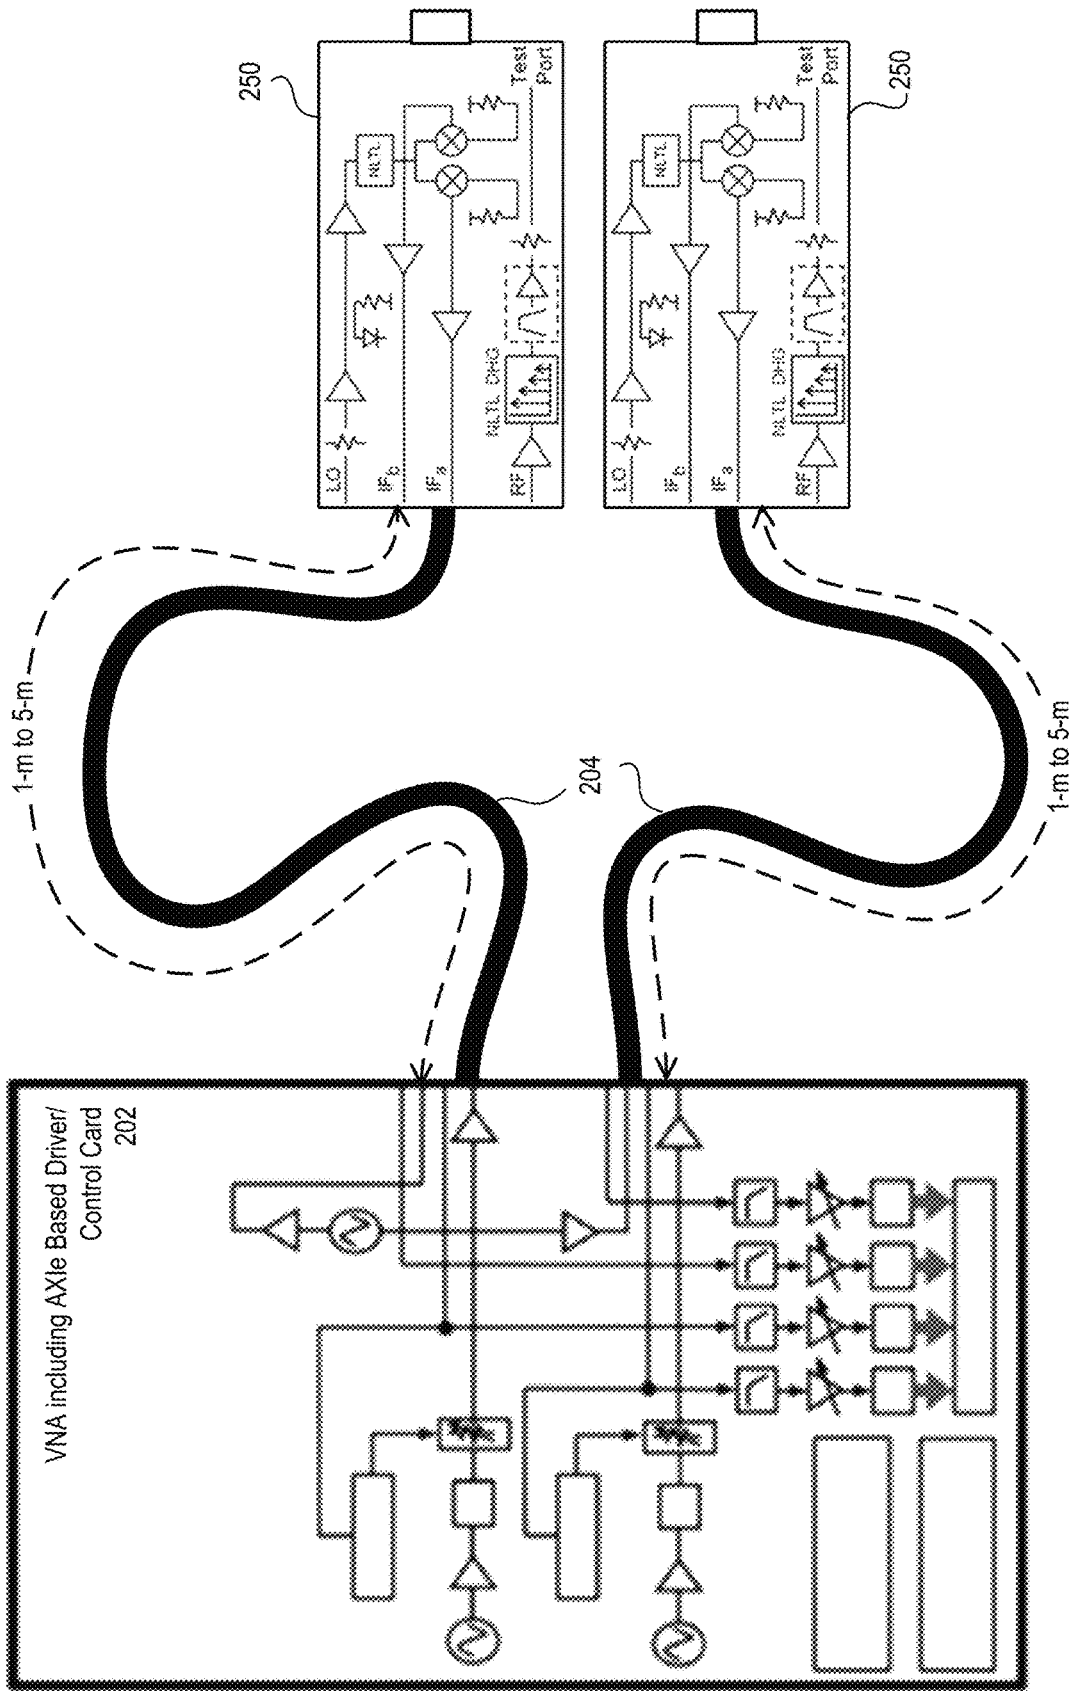 VNA including AXIe Based Driver/
Control Card
202
1-m to 5-m
204
1-m to 5-m
250
LO
IFb
IFa
RF
NLTL
NLTL DHG
Test
Port
250
LO
IFb
IFa
RF
NLTL
NLTL DHG
Test
Port